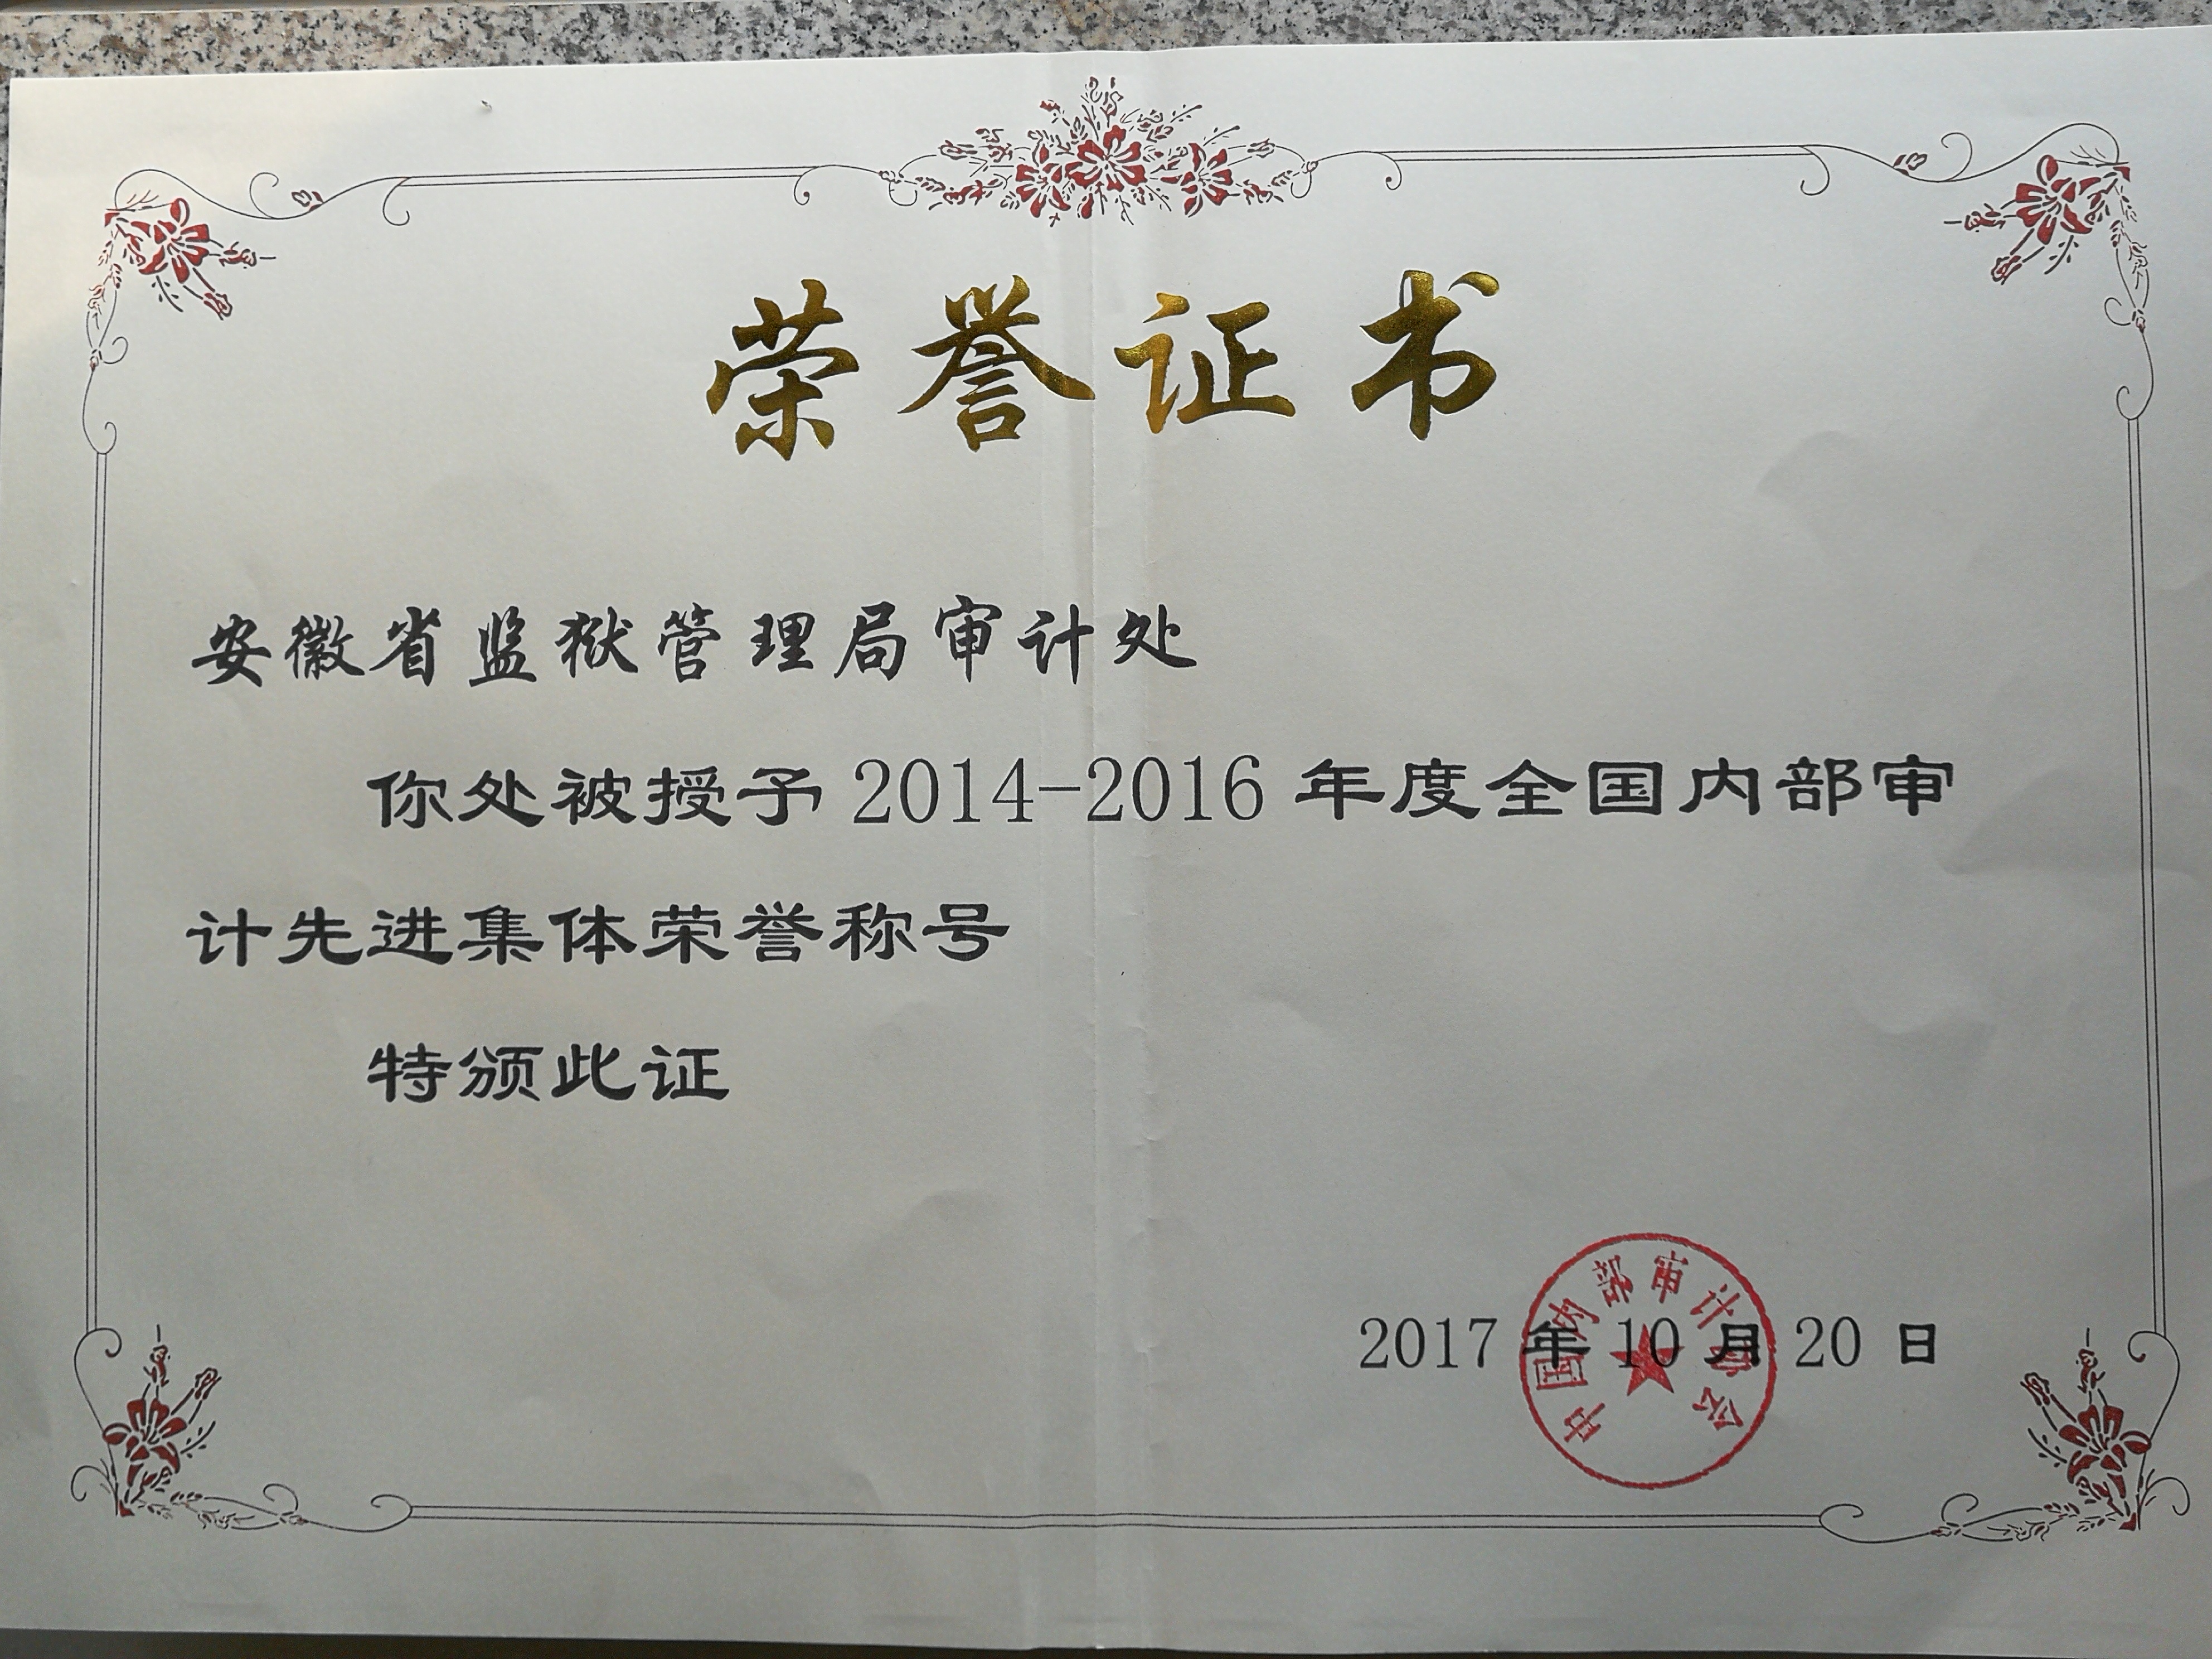 荣誉证书
安徽省监狱管理局审计处
你处被授予2014-2016年度全国内部审
计先进集体荣誉称号
特颁此证
中国内部审计协会
2017年10月20日